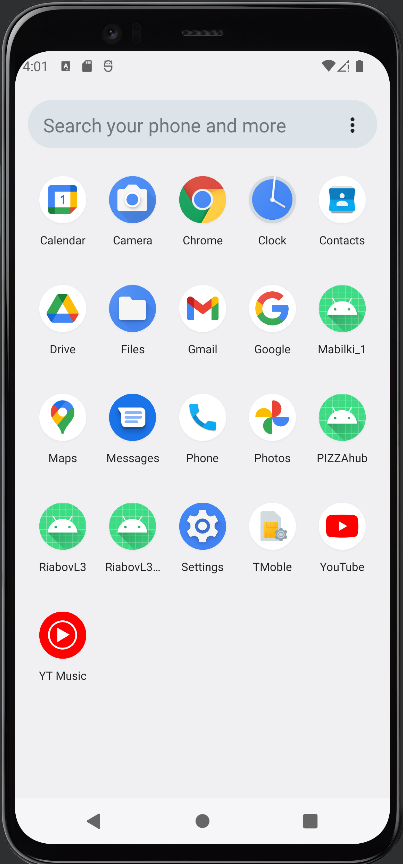 4:01
Search your phone and more
Calendar Camera Chrome Clock Contacts
Drive Files Gmail Google Mabilki_1
Maps Messages Phone Photos PIZZAhub
RiabovL3 RiabovL3... Settings TMoble YouTube
YT Music